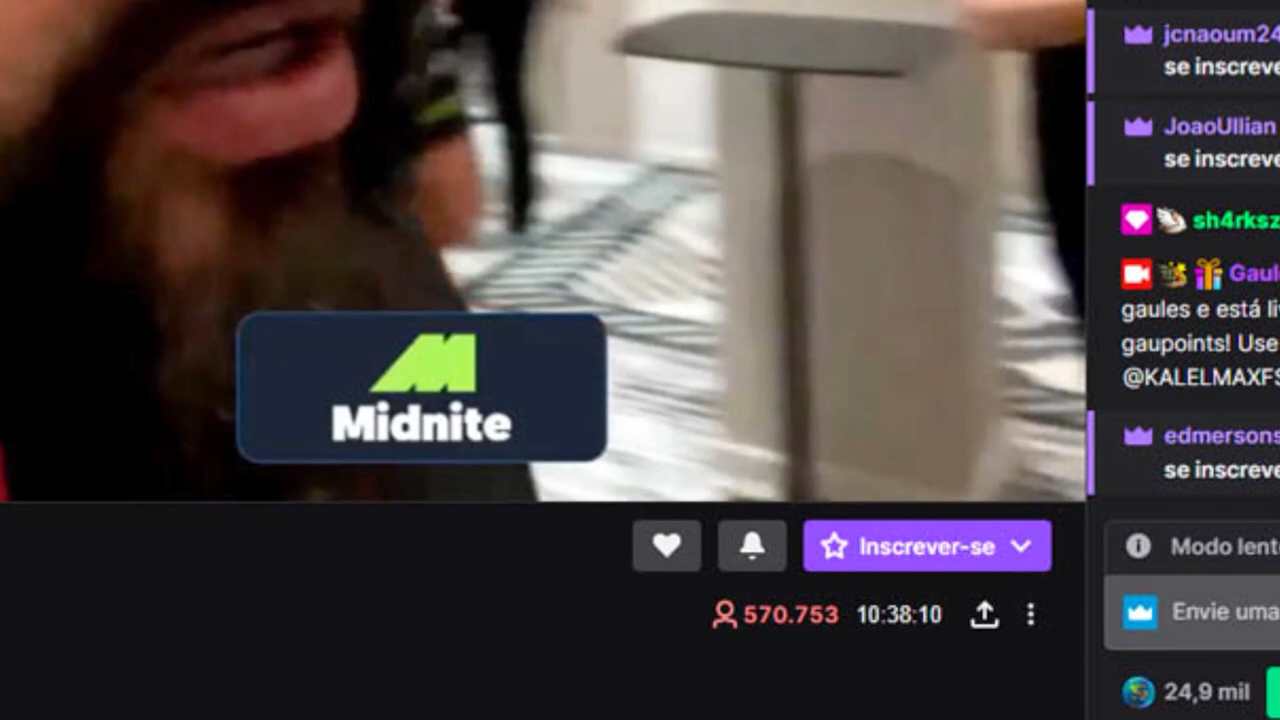 Midnite
Inscrever-se
570.753 10:38:10
jcnaoum24
se inscreve
JoaoUllian
se inscreve
sh4rksz
Gaul
gaules e está li
gaupoints! Use
@KALELMAXFS
edmersons
se inscreve
Modo lent
Envie uma
24,9 mil